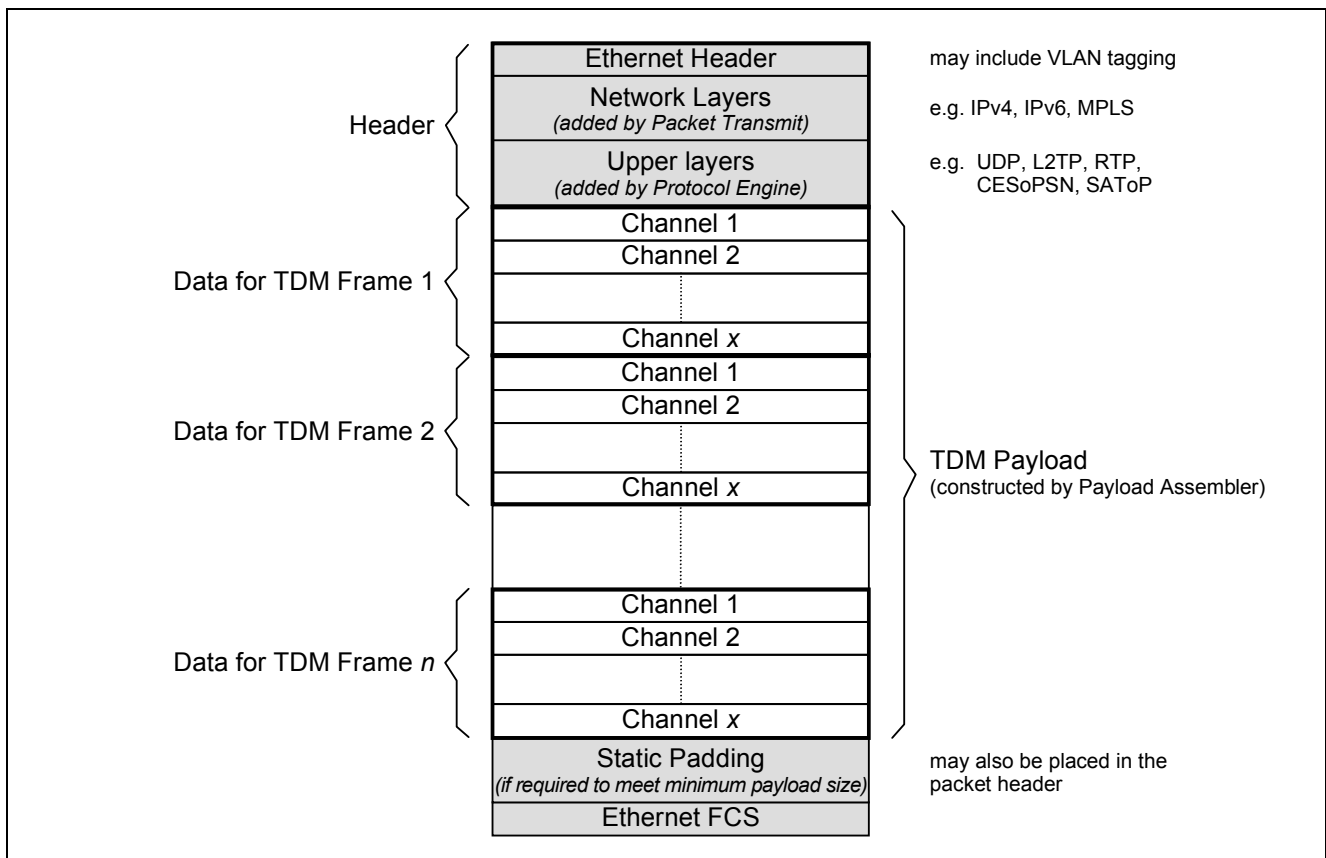 Ethernet Header
may include VLAN tagging
Network Layers
(added by Packet Transmit)
e.g. IPv4, IPv6, MPLS
Header
Upper layers
(added by Protocol Engine)
e.g. UDP, L2TP, RTP,
CESoPSN, SAToP
Channel 1
Channel 2
Data for TDM Frame 1
Channel x
Channel 1
Channel 2
Data for TDM Frame 2
Channel x
TDM Payload
(constructed by Payload Assembler)
Channel 1
Channel 2
Data for TDM Frame n
Channel x
Static Padding
(if required to meet minimum payload size)
may also be placed in the
packet header
Ethernet FCS